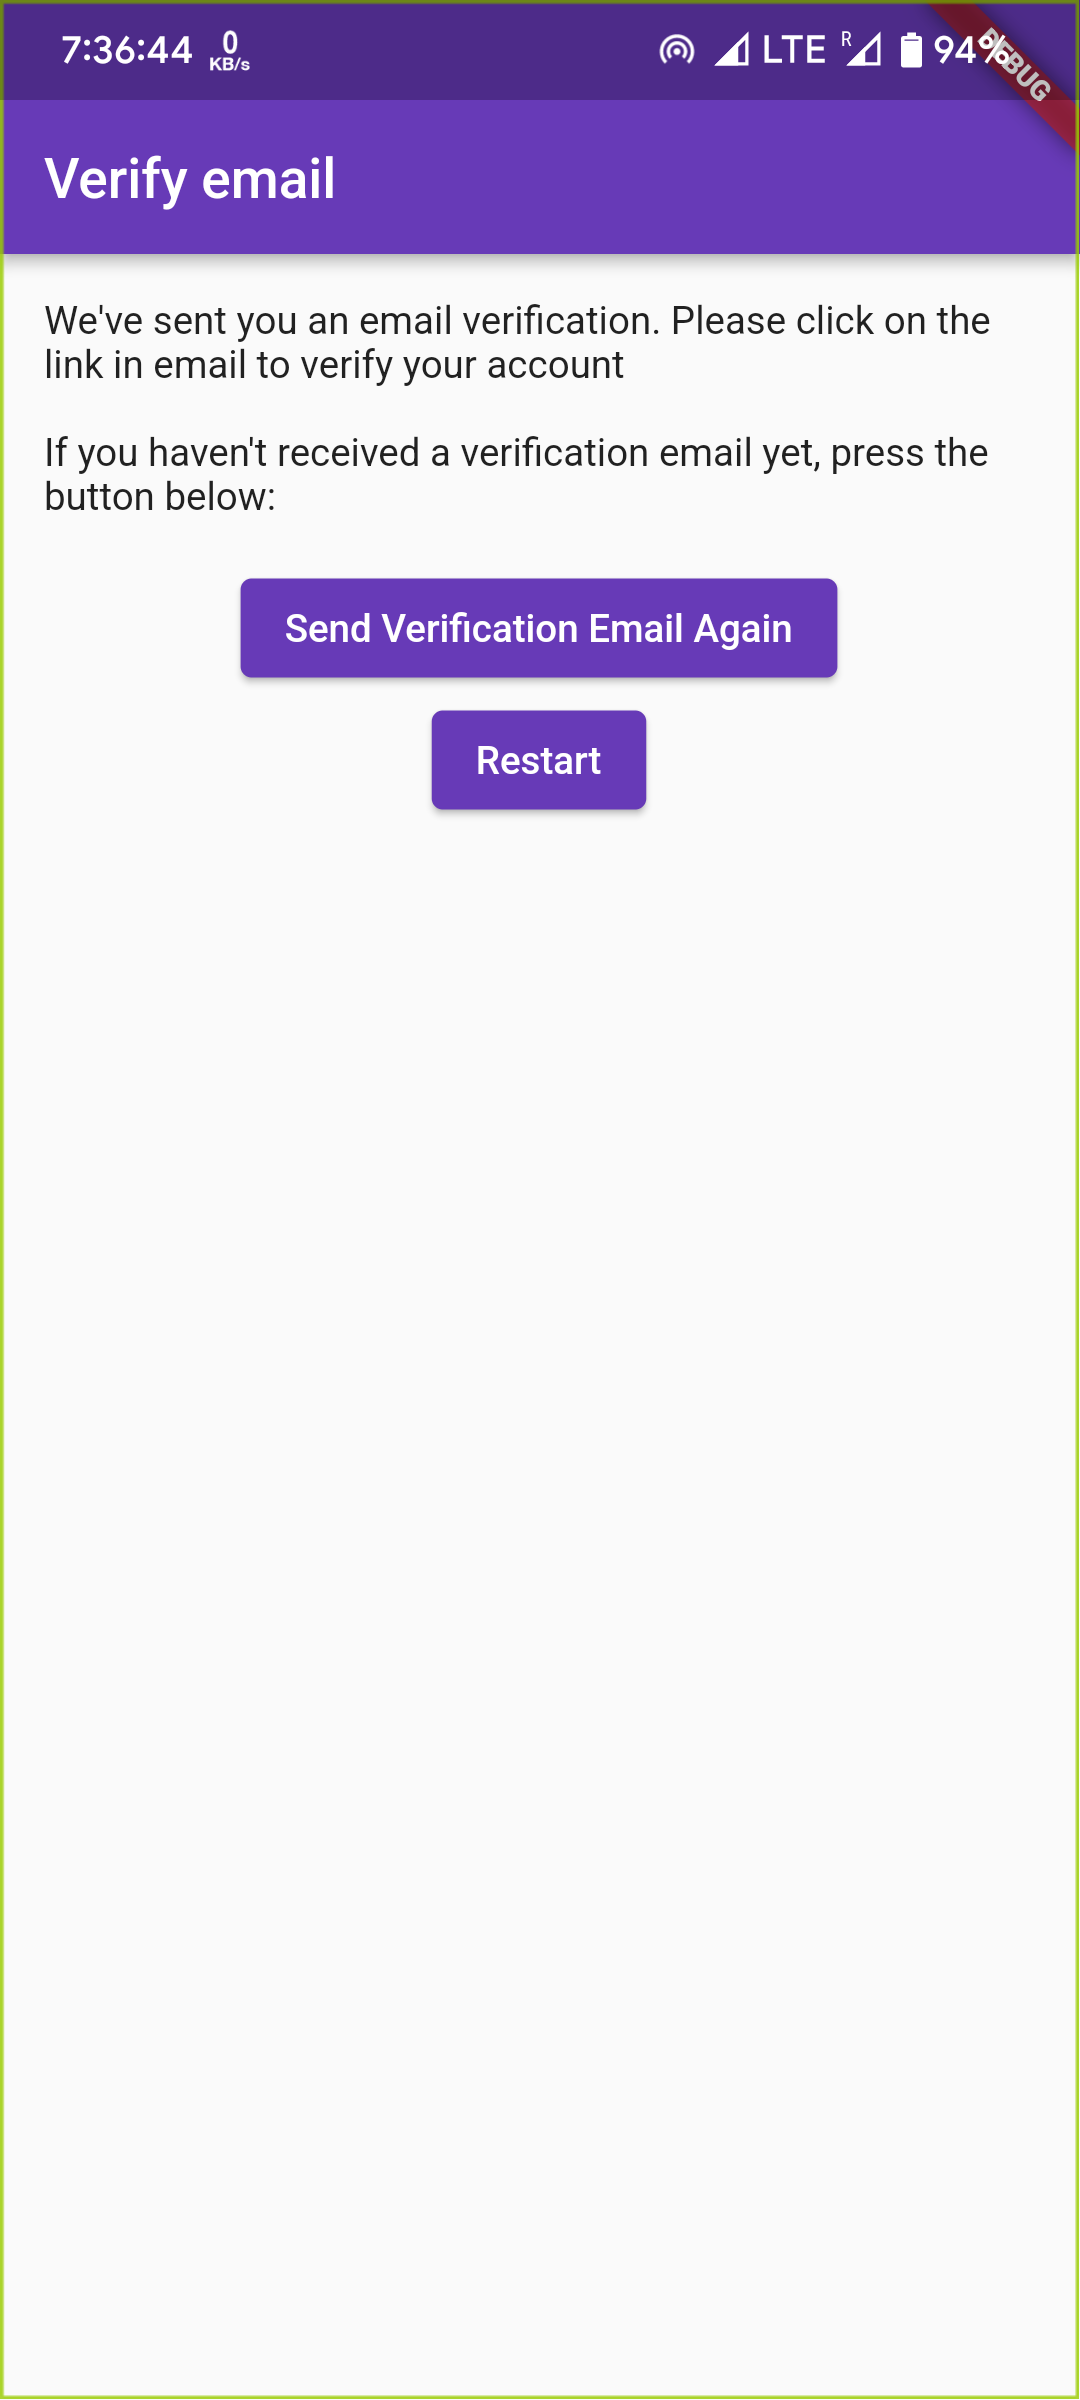 7:36:44 0 KB/s LTE R 94%
DEBUG
Verify email
We've sent you an email verification. Please click on the
link in email to verify your account
If you haven't received a verification email yet, press the
button below:
Send Verification Email Again
Restart